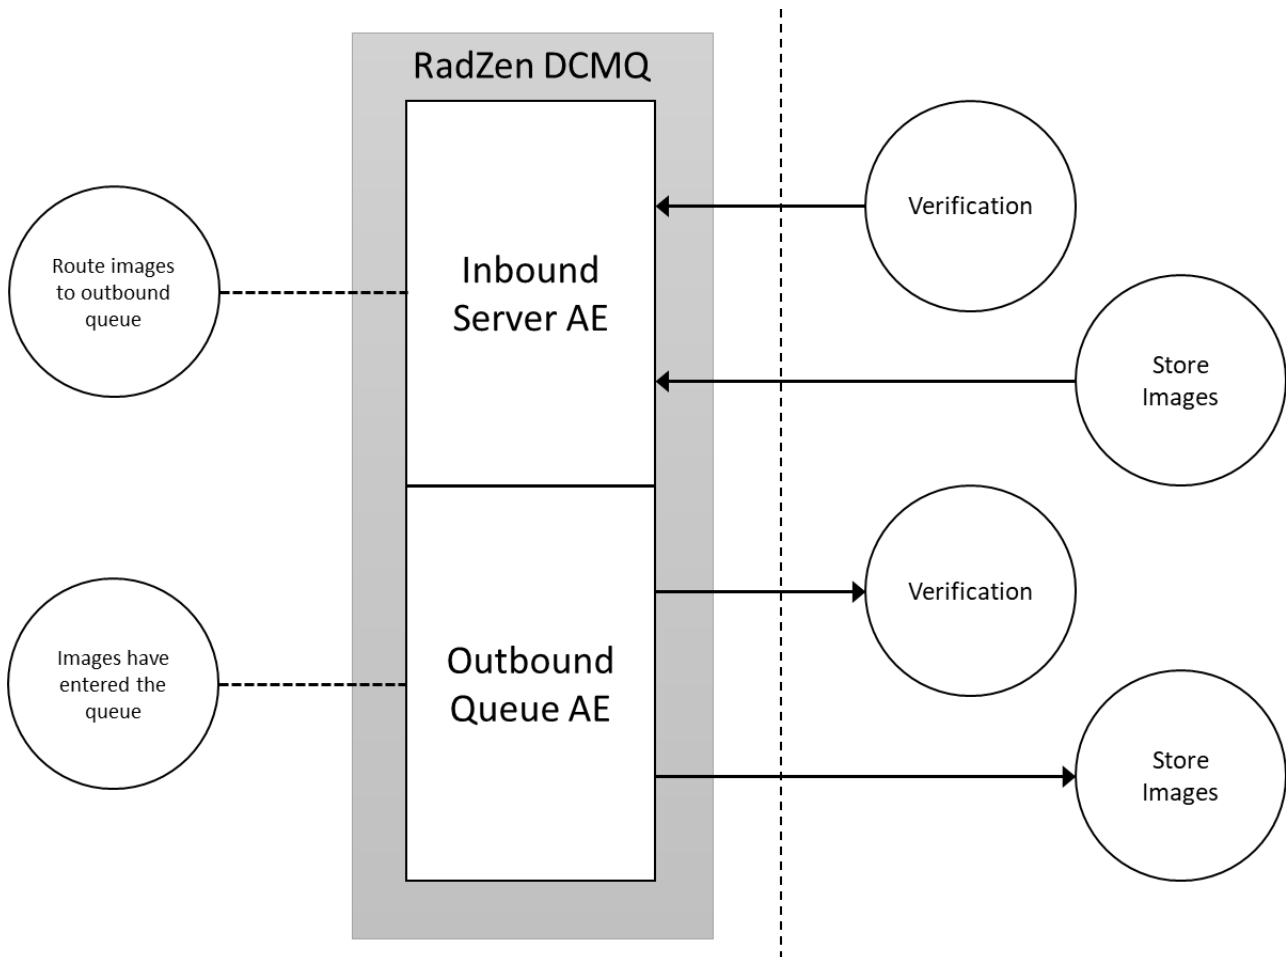 RadZen DCMQ
Verification
Route images
to outbound
queue
Inbound
Server AE
Store
Images
Verification
Images have
entered the
queue
Outbound
Queue AE
Store
Images